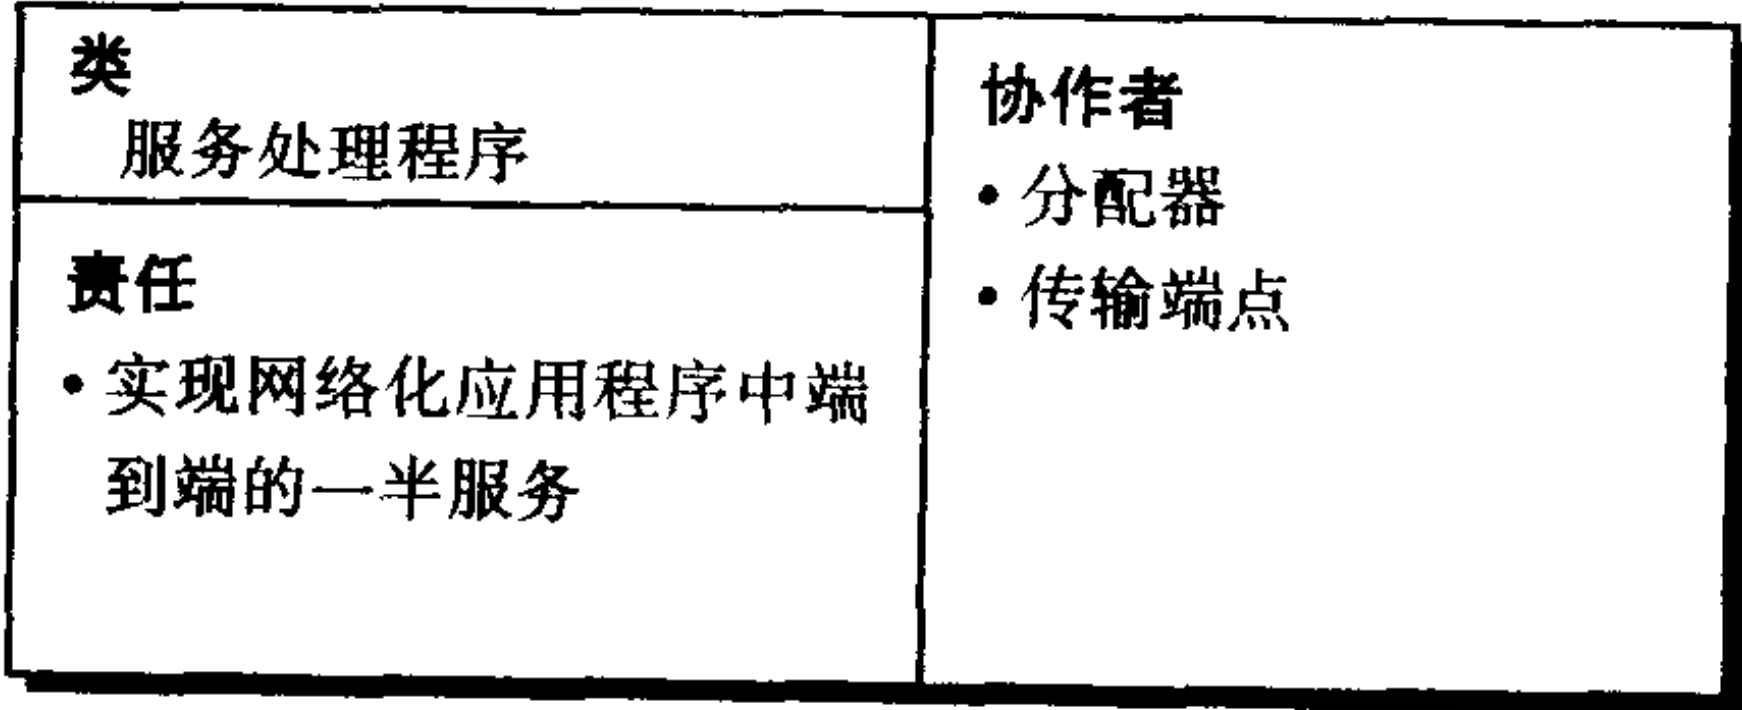 类
服务处理程序
责任
• 实现网络化应用程序中端
到端的一半服务
协作者
• 分配器
• 传输端点